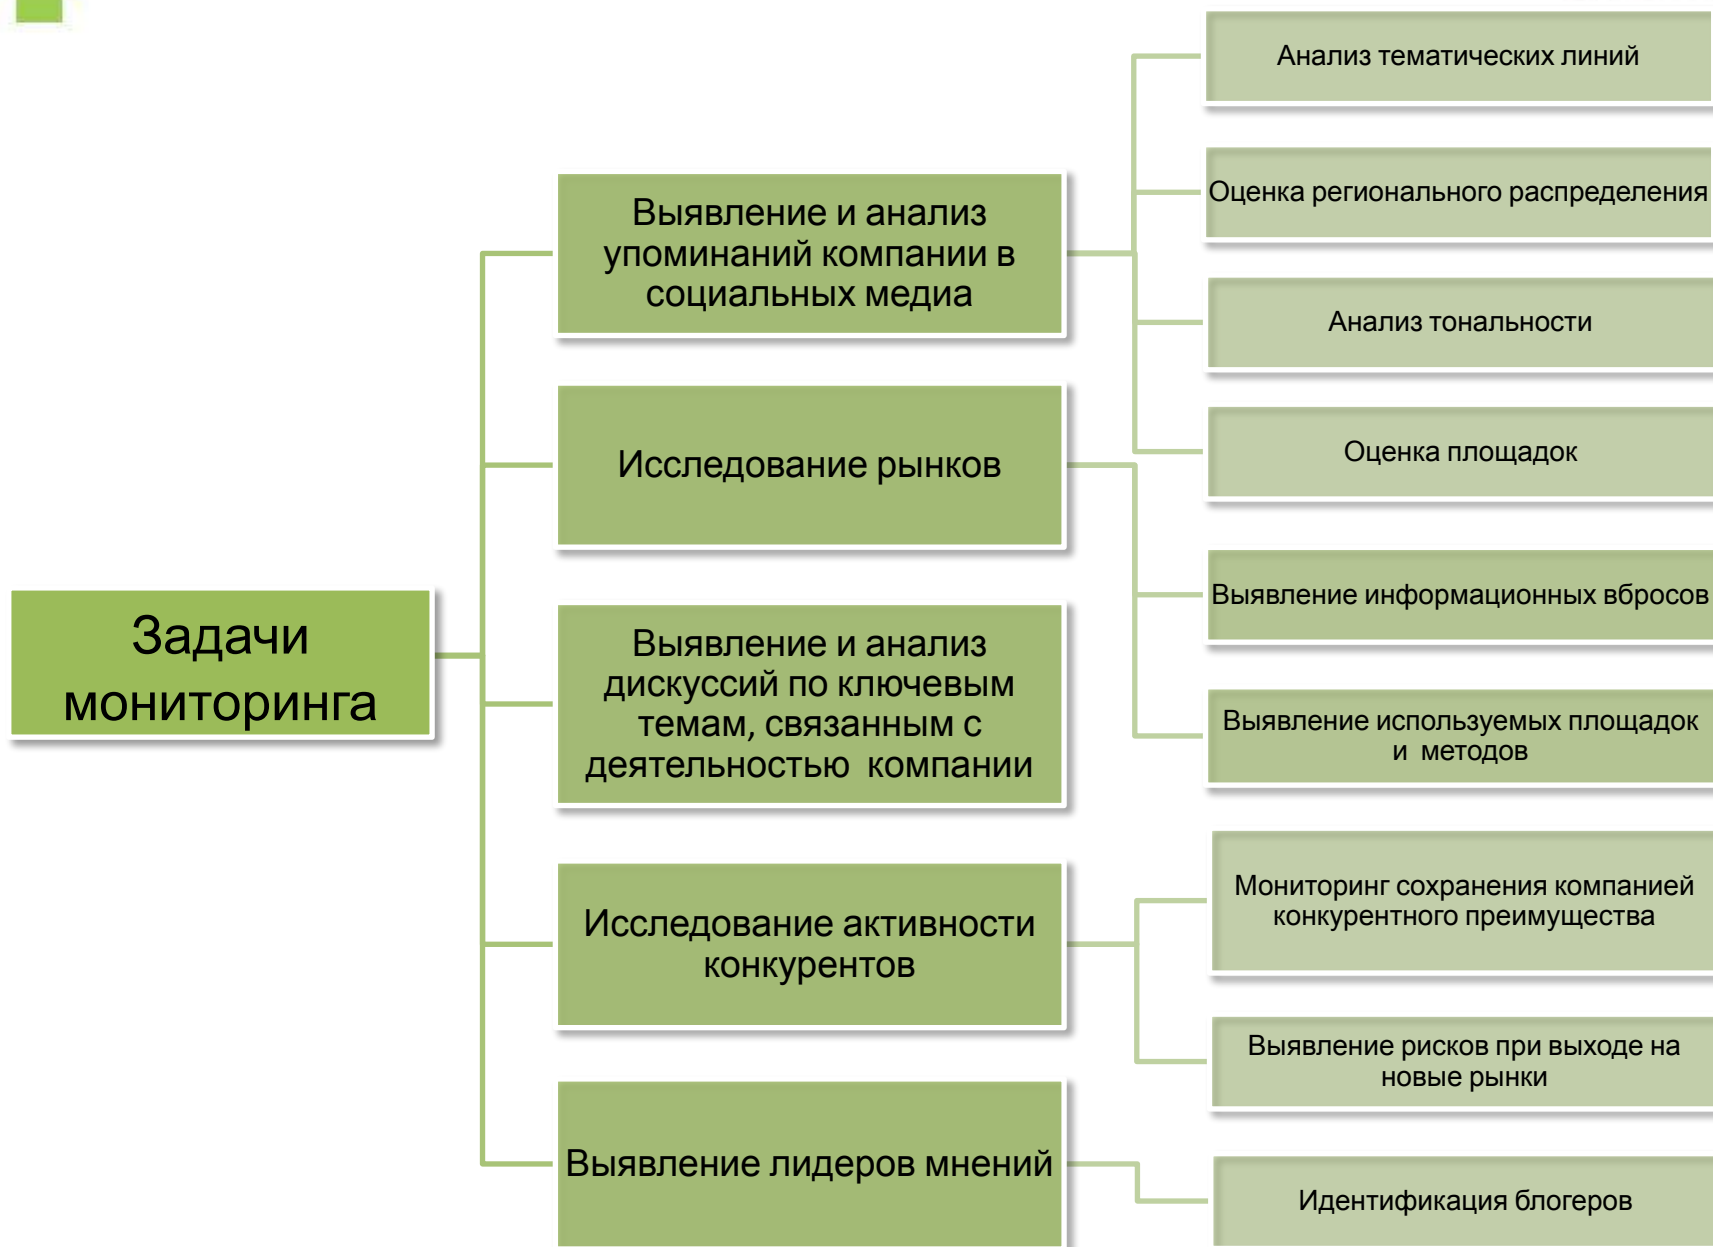 Задачи
мониторинга
Выявление и анализ
упоминаний компании в
социальных медиа
Анализ тематических линий
Оценка регионального распределения
Анализ тональности
Оценка площадок
Исследование рынков
Выявление информационных вбросов
Выявление используемых площадок
и методов
Выявление и анализ
дискуссий по ключевым
темам, связанным с
деятельностью компании
Исследование активности
конкурентов
Мониторинг сохранения компанией
конкурентного преимущества
Выявление рисков при выходе на
новые рынки
Выявление лидеров мнений
Идентификация блогеров